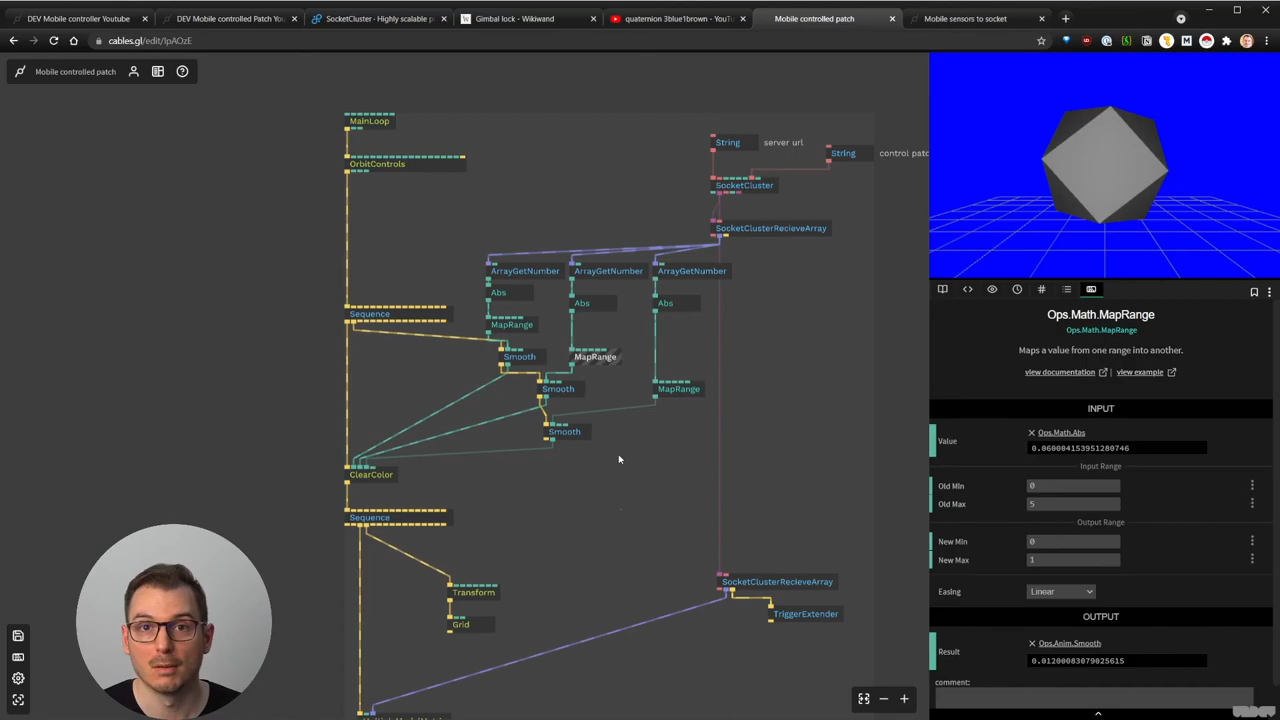 DEV Mobile controlled Youtube
DEV Mobile controlled Patch You
SocketCluster · Highly scalable p
Gimbal lock - Wikiwand
quaternion 3blue1brown - YouT
Mobile controlled patch
Mobile sensors to socket
cables.gl/edit/IpAOzE
Mobile controlled patch
MainLoop
OrbitControls
String
server url
String
control patc
SocketCluster
SocketClusterRecieveArray
ArrayGetNumber
ArrayGetNumber
ArrayGetNumber
Abs
Abs
Abs
Sequence
MapRange
Smooth
MapRange
Smooth
MapRange
Smooth
ClearColor
Sequence
Transform
Grid
SocketClusterRecieveArray
TriggerExtender
Ops.Math.MapRange
Ops.Math.MapRange
Maps a value from one range into another.
view documentation
view example
INPUT
Value
Ops.Math.Abs
0.060004153951280746
Input Range
Old Min
0
Old Max
5
Output Range
New Min
0
New Max
1
Easing
Linear
OUTPUT
Result
Ops.Anim.Smooth
0.01200083079025615
comment: